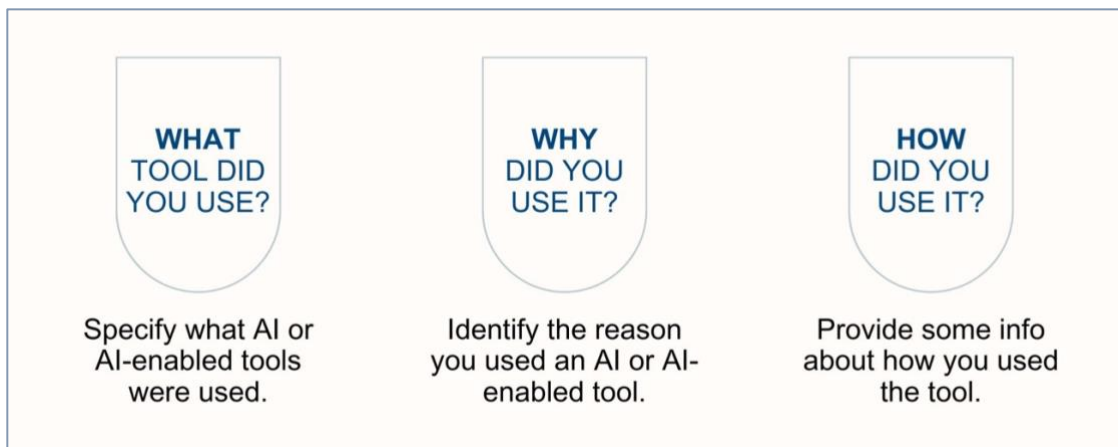 WHAT
TOOL DID
YOU USE?
Specify what AI or
AI-enabled tools
were used.
WHY
DID YOU
USE IT?
Identify the reason
you used an AI or AI-
enabled tool.
HOW
DID YOU
USE IT?
Provide some info
about how you used
the tool.